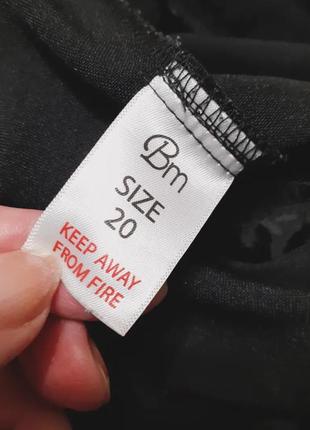 Bm
SIZE
20
KEEP AWAY
FROM FIRE